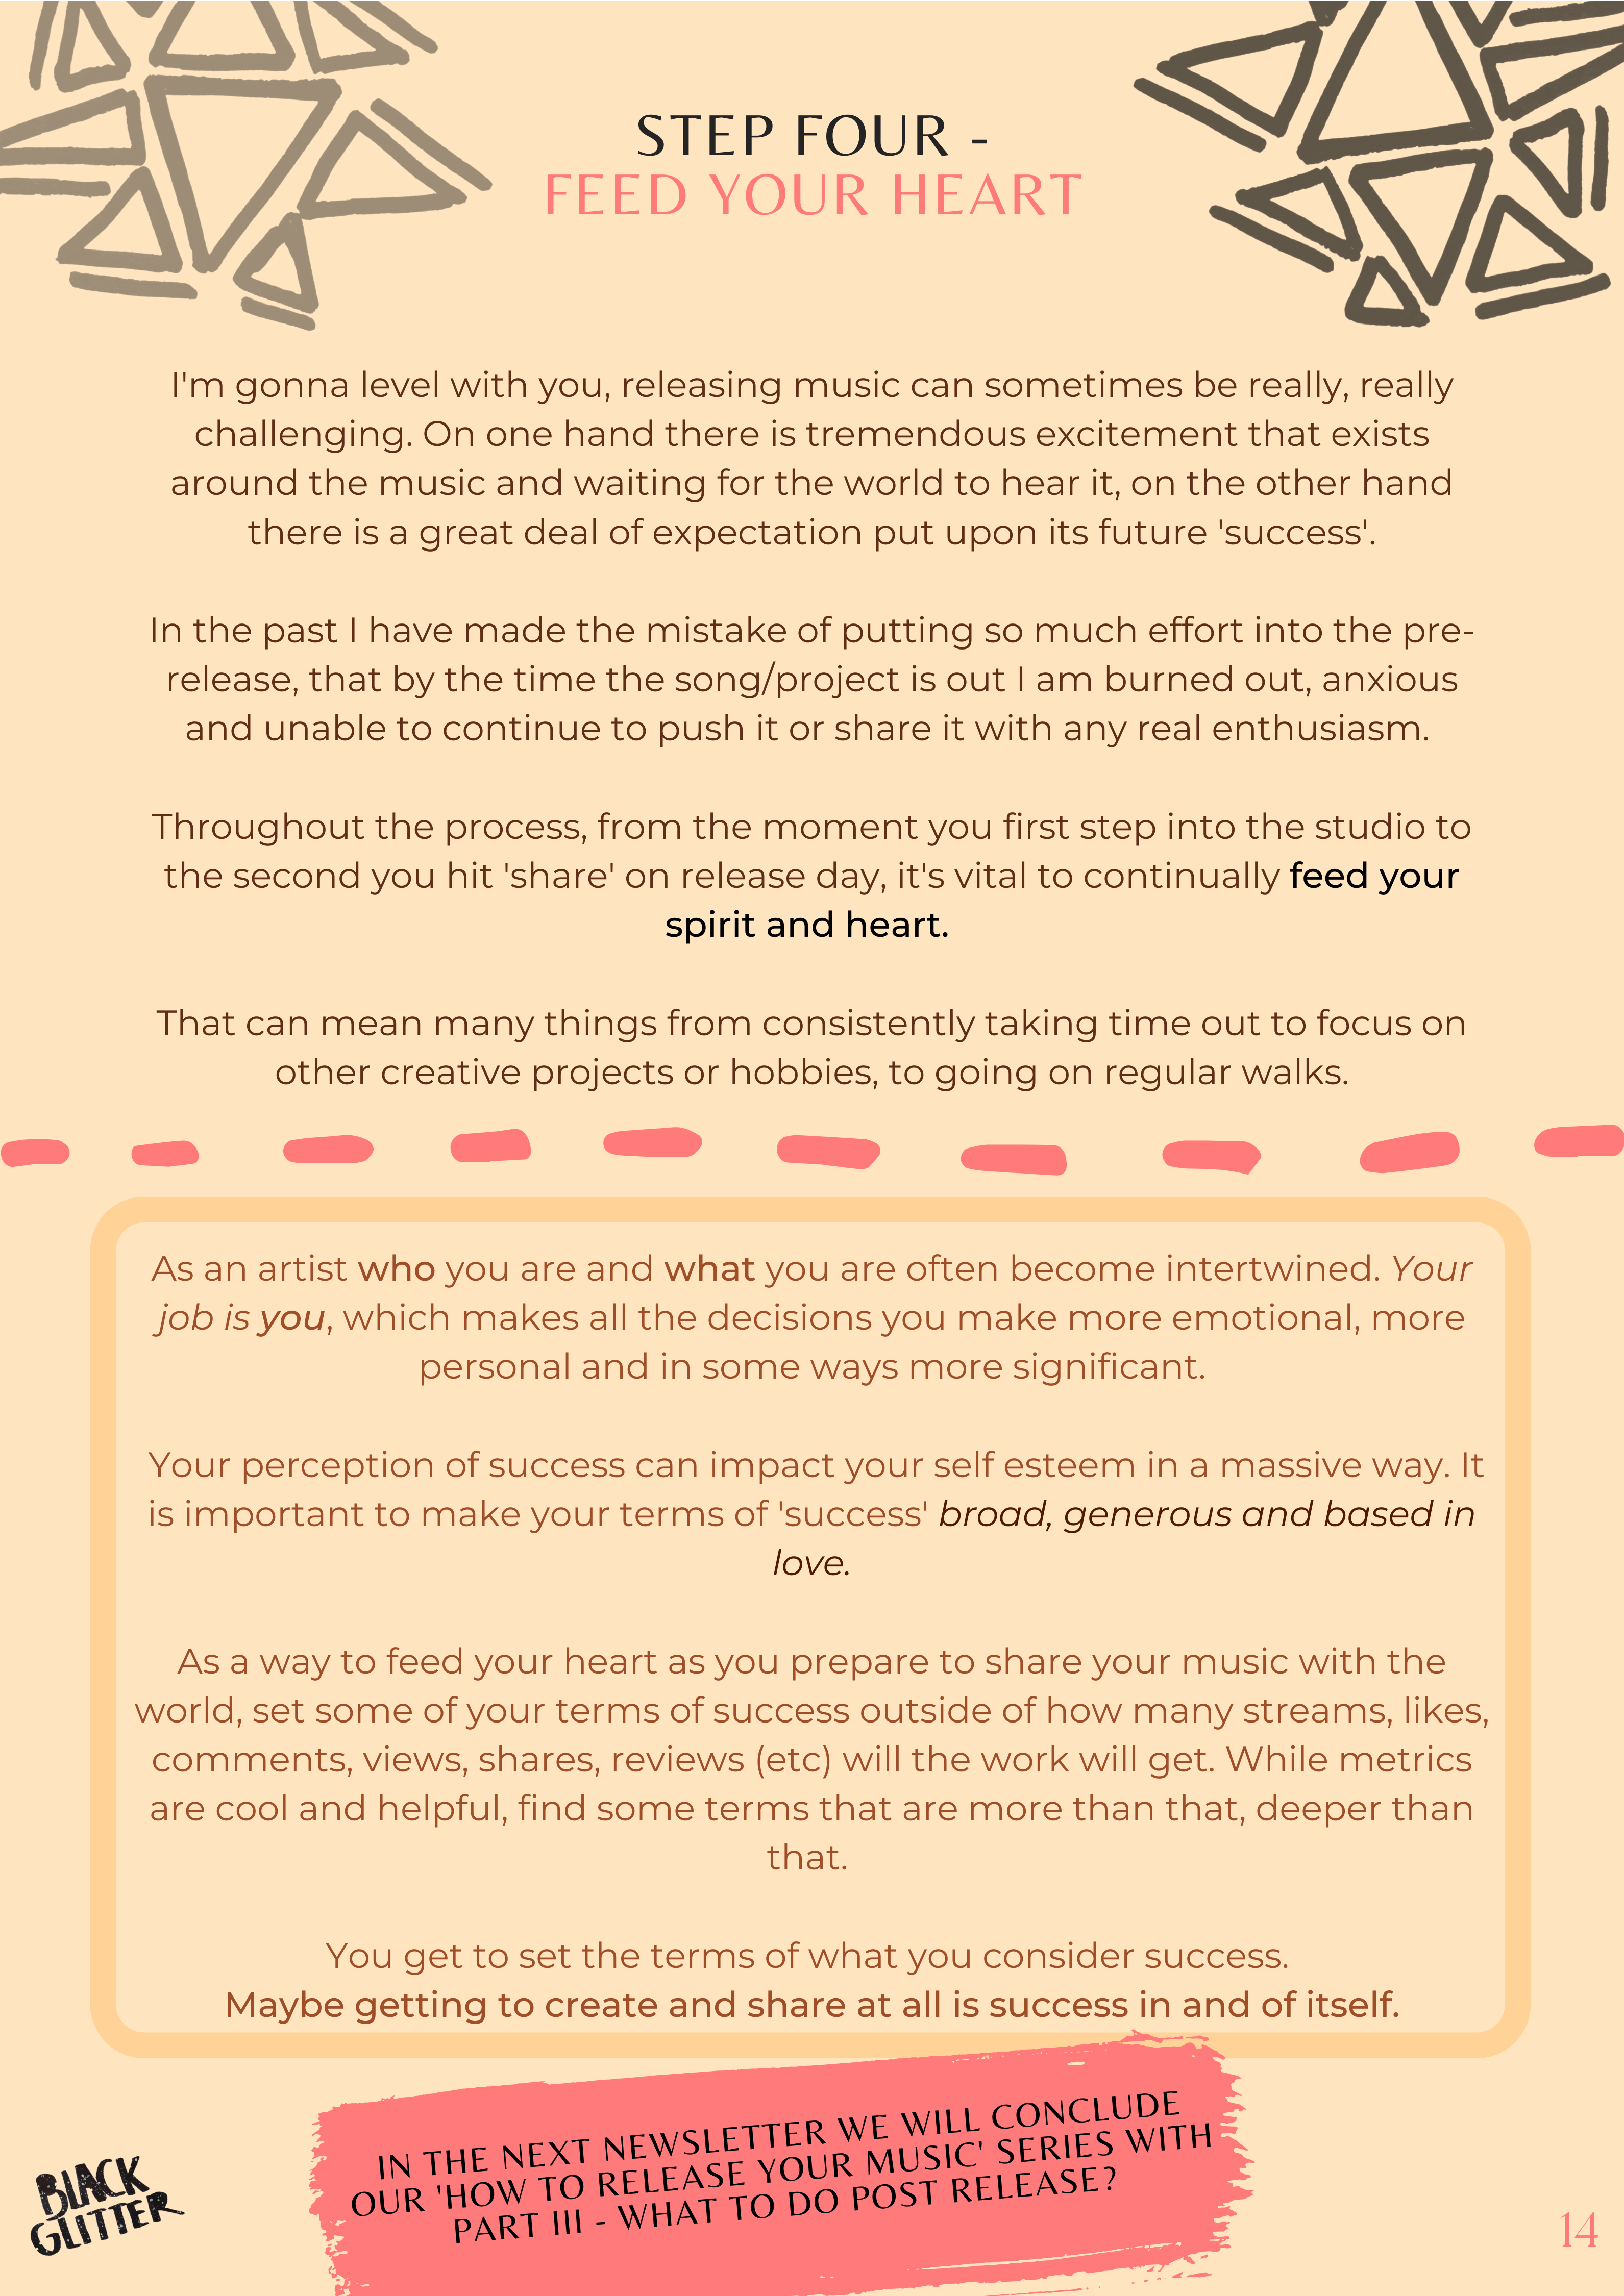 STEP FOUR -
FEED YOUR HEART
I'm gonna level with you, releasing music can sometimes be really, really
challenging. On one hand there is tremendous excitement that exists
around the music and waiting for the world to hear it, on the other hand
there is a great deal of expectation put upon its future 'success'.
In the past I have made the mistake of putting so much effort into the pre-
release, that by the time the song/project is out I am burned out, anxious
and unable to continue to push it or share it with any real enthusiasm.
Throughout the process, from the moment you first step into the studio to
the second you hit 'share' on release day, it's vital to continually feed your
spirit and heart.
That can mean many things from consistently taking time out to focus on
other creative projects or hobbies, to going on regular walks.
As an artist who you are and what you are often become intertwined. Your
job is you, which makes all the decisions you make more emotional, more
personal and in some ways more significant.
Your perception of success can impact your self esteem in a massive way. It
is important to make your terms of 'success' broad, generous and based in
love.
As a way to feed your heart as you prepare to share your music with the
world, set some of your terms of success outside of how many streams, likes,
comments, views, shares, reviews (etc) will the work will get. While metrics
are cool and helpful, find some terms that are more than that, deeper than
that.
You get to set the terms of what you consider success.
Maybe getting to create and share at all is success in and of itself.
IN THE NEXT NEWSLETTER WE WILL CONCLUDE
OUR 'HOW TO RELEASE YOUR MUSIC' SERIES WITH
PART III - WHAT TO DO POST RELEASE?
BLACK
GLITTER
14